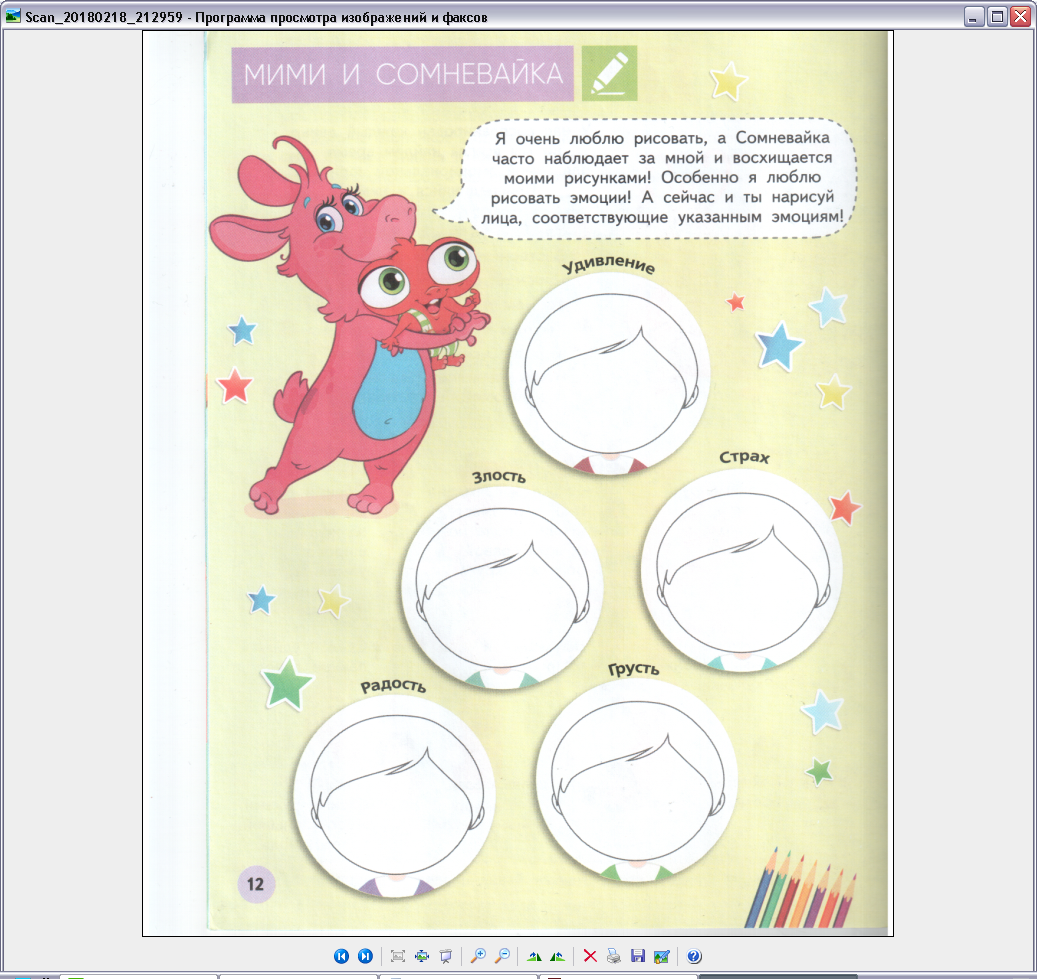 Scan_20180218_212959 - Программа просмотра изображений и факсов
МИМИ И СОМНЕВАЙКА
Я очень люблю рисовать, а Сомневайка
часто наблюдает за мной и восхищается
моими рисунками! Особенно я люблю
рисовать эмоции! А сейчас и ты нарисуй
лица, соответствующие указанным эмоциям!
Удивление
Страх
Злость
Грусть
Радость
12